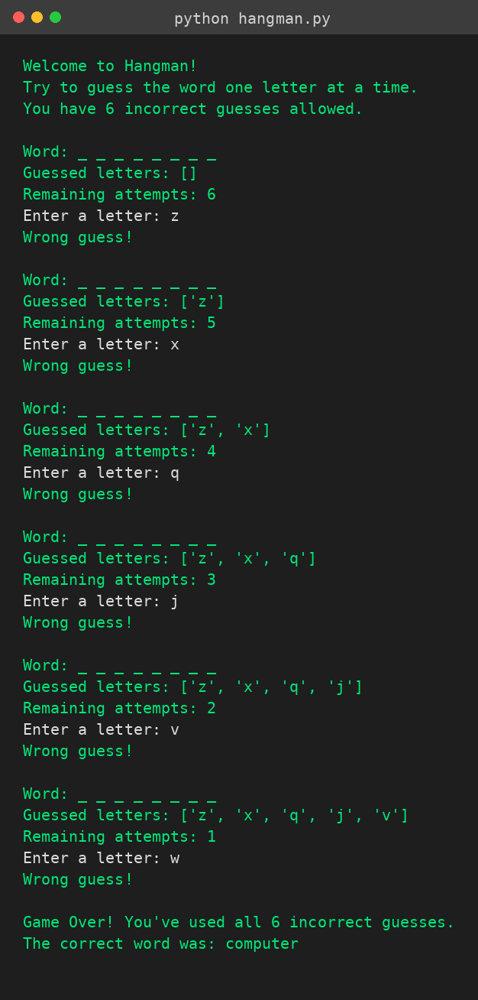 python hangman.py
Welcome to Hangman!
Try to guess the word one letter at a time.
You have 6 incorrect guesses allowed.
Word: _ _ _ _ _ _ _ _
Guessed letters: []
Remaining attempts: 6
Enter a letter: z
Wrong guess!
Word: _ _ _ _ _ _ _ _
Guessed letters: ['z']
Remaining attempts: 5
Enter a letter: x
Wrong guess!
Word: _ _ _ _ _ _ _ _
Guessed letters: ['z', 'x']
Remaining attempts: 4
Enter a letter: q
Wrong guess!
Word: _ _ _ _ _ _ _ _
Guessed letters: ['z', 'x', 'q']
Remaining attempts: 3
Enter a letter: j
Wrong guess!
Word: _ _ _ _ _ _ _ _
Guessed letters: ['z', 'x', 'q', 'j']
Remaining attempts: 2
Enter a letter: v
Wrong guess!
Word: _ _ _ _ _ _ _ _
Guessed letters: ['z', 'x', 'q', 'j', 'v']
Remaining attempts: 1
Enter a letter: w
Wrong guess!
Game Over! You've used all 6 incorrect guesses.
The correct word was: computer